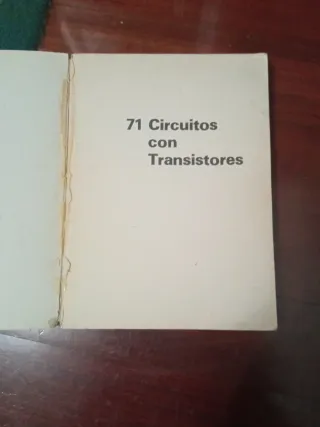 71 Circuitos
con
Transistores